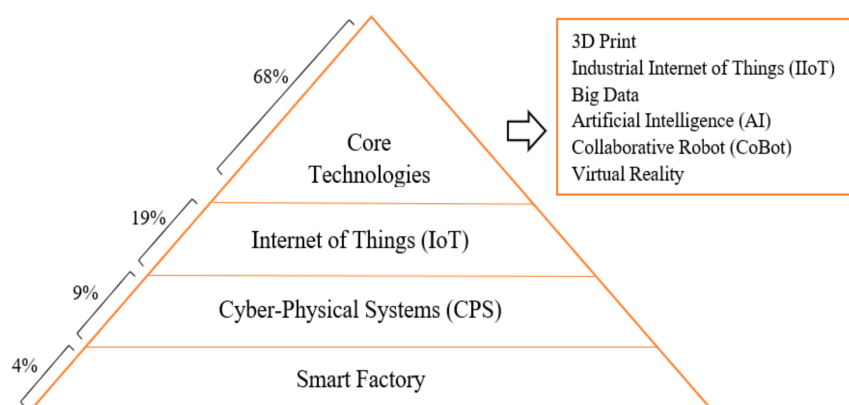 68%
Core
Technologies
19%
Internet of Things (IoT)
9%
Cyber-Physical Systems (CPS)
4%
Smart Factory
3D Print
Industrial Internet of Things (IIoT)
Big Data
Artificial Intelligence (AI)
Collaborative Robot (CoBot)
Virtual Reality